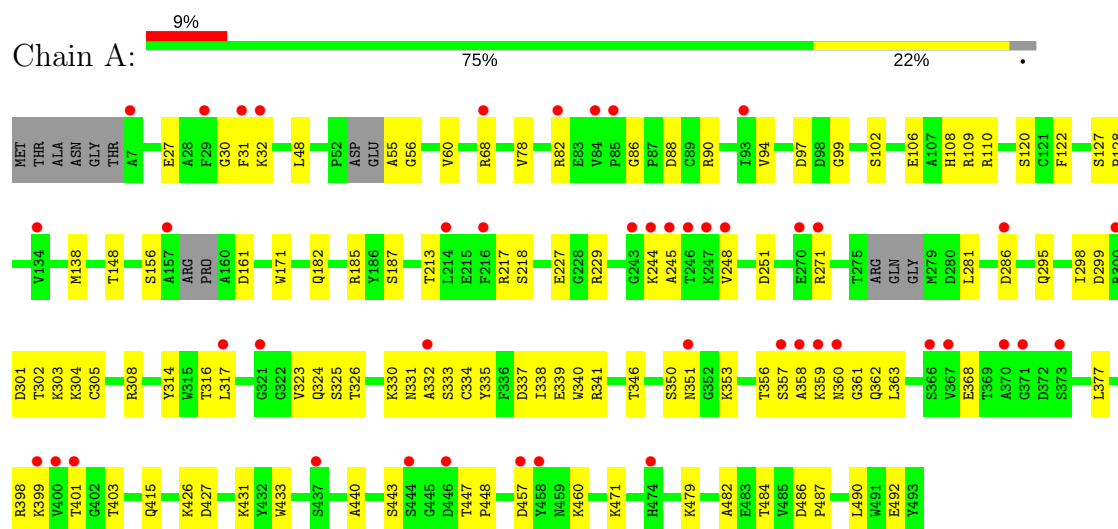 9%
Chain A:
75% 22% •
MET THR ALA ASN GLY THR A7 E27 A28 F29 G30 F31 K32 L48 P52 ASP GLU A55 G56 V60 R68 V78 R82 E83 V84 P85 G86 P87 D88 C89 R90 I93 V94 D97 D98 G99 S102 E106 A107 H108 R109 R110 S120 C121 F122 S127
V134 M138 T148 S156 A157 ARG PRO A160 D161 W171 Q182 R185 Y186 S187 T213 L214 E215 F216 R217 S218 E227 G228 R229 G243 K244 A245 T246 K247 V248 D251 E270 R271 T275 ARG GLN GLY M279 D280 L281 D286 Q295 I298 D299
D301 T302 K303 K304 C305 R308 Y314 W315 T316 L317 G321 G322 V323 Q324 S325 T326 K330 N331 A332 S333 C334 Y335 F336 D337 I338 E339 W340 R341 T346 S350 N351 G352 K353 T356 S357 A358 K359 N360 G361 Q362 L363 S366 V367 E368 T369 A370 G371 D372 S373 L377
R398 K399 V400 T401 G402 T403 Q415 K426 D427 K431 Y432 W433 S437 A440 S443 S444 G445 D446 T447 P448 D457 Y458 N459 K460 K471 H474 K479 A482 E483 T484 V485 D486 P487 L490 W491 E492 Y493